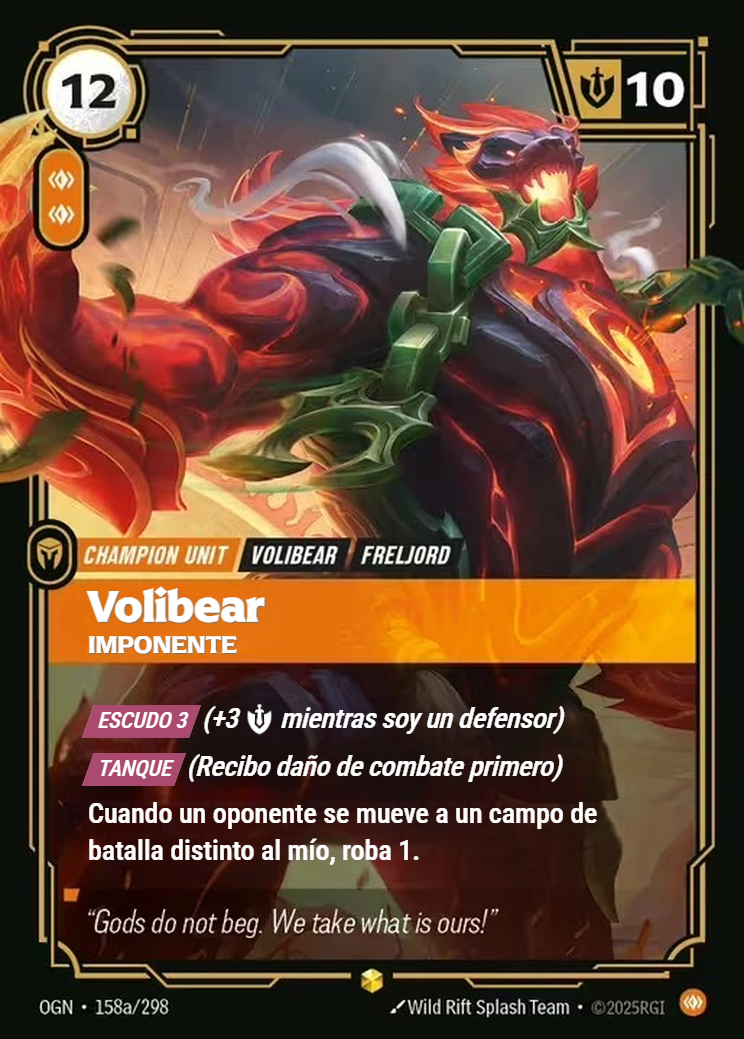 12
10
CHAMPION UNIT VOLIBEAR FRELJORD
Volibear
IMPONENTE
ESCUDO 3 (+3 mientras soy un defensor)
TANQUE (Recibo daño de combate primero)
Cuando un oponente se mueve a un campo de
batalla distinto al mío, roba 1.
“Gods do not beg. We take what is ours!”
OGN • 158a/298
Wild Rift Splash Team • ©2025RGI